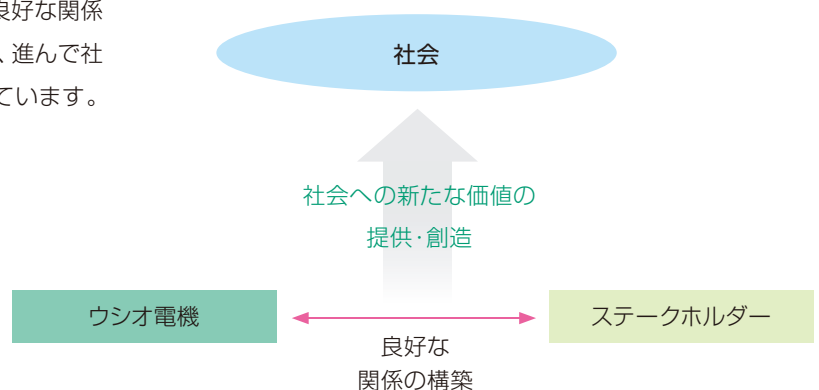 良好な関係
、進んで社
ています。
社会
社会への新たな価値の
提供・創造
ウシオ電機
ステークホルダー
良好な
関係の構築